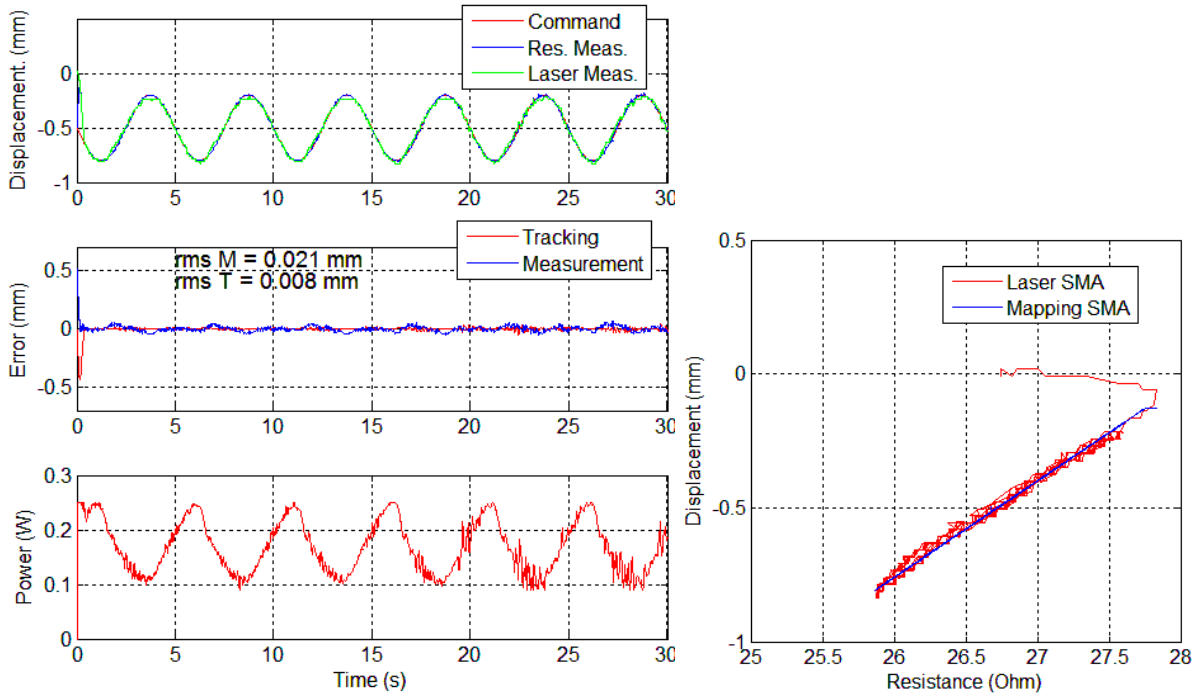 Displacement. (mm)
Command
Res. Meas.
Laser Meas.
0
-0.5
-1
0 5 10 15 20 25 30
Error (mm)
rms M = 0.021 mm
rms T = 0.008 mm
Tracking
Measurement
0.5
0
-0.5
0 5 10 15 20 25 30
Power (W)
0.3
0.2
0.1
0
0 5 10 15 20 25 30
Time (s)
Displacement (mm)
Laser SMA
Mapping SMA
0.5
0
-0.5
-1
25 25.5 26 26.5 27 27.5 28
Resistance (Ohm)